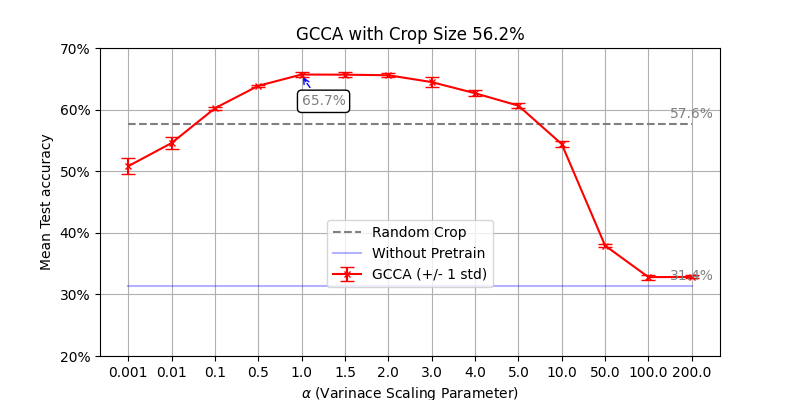 GCCA with Crop Size 56.2%
70%
60%
50%
40%
30%
20%
Mean Test accuracy
65.7%
57.6%
31.4%
Random Crop
Without Pretrain
GCCA (+/- 1 std)
0.001 0.01 0.1 0.5 1.0 1.5 2.0 3.0 4.0 5.0 10.0 50.0 100.0 200.0
α (Varinace Scaling Parameter)